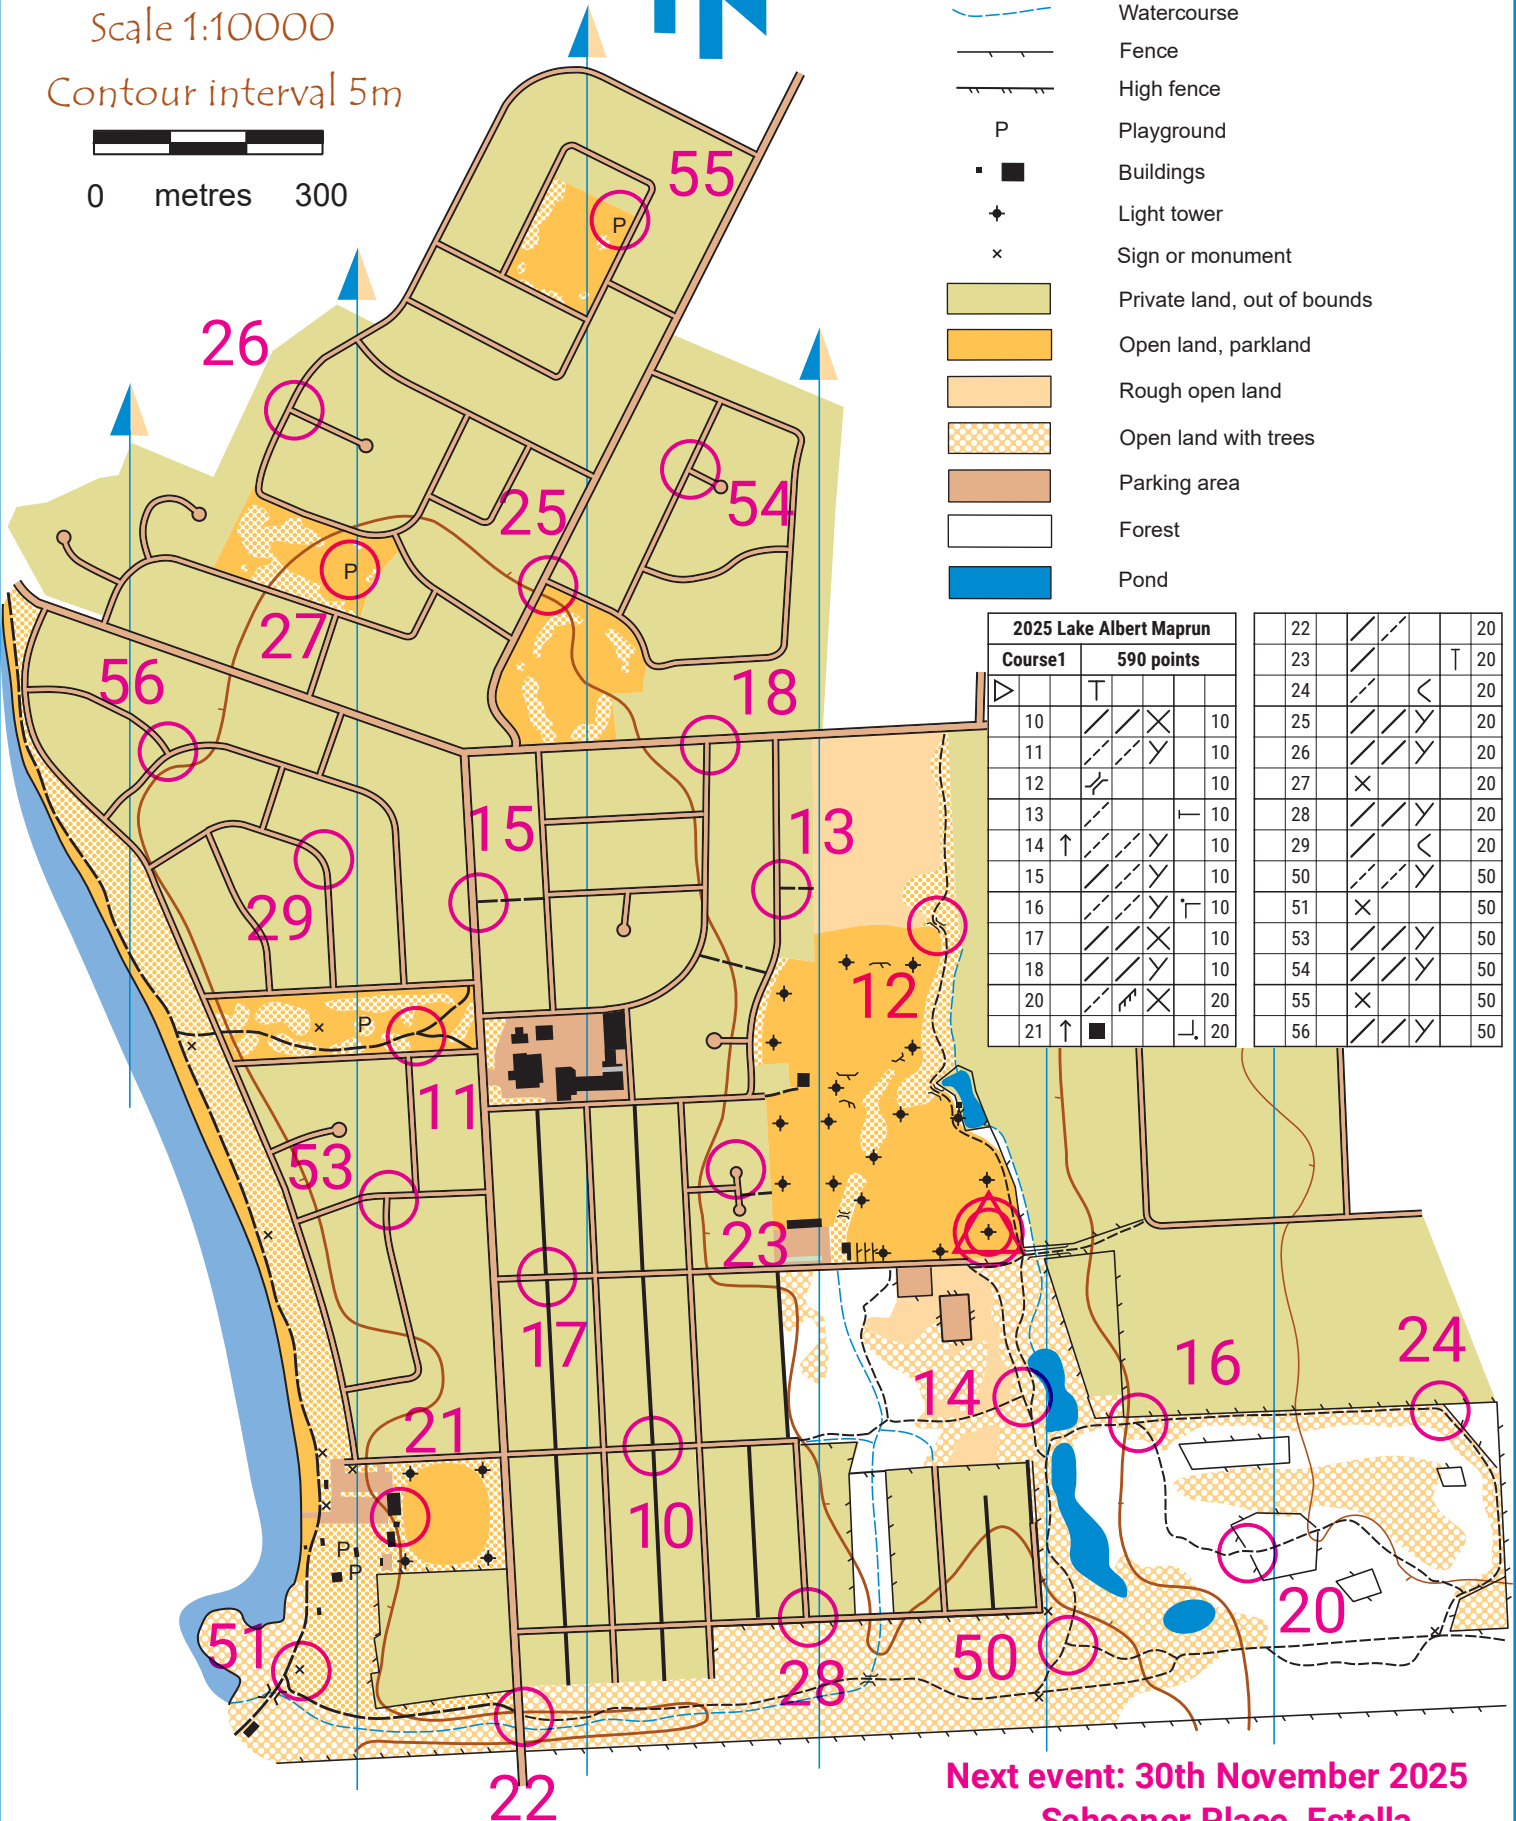 Scale 1:10000
Contour interval 5m
0 metres 300
N
Watercourse
Fence
High fence
P Playground
Buildings
Light tower
Sign or monument
Private land, out of bounds
Open land, parkland
Rough open land
Open land with trees
Parking area
Forest
Pond
2025 Lake Albert Maprun
Course1 590 points
10 10
11 10
12 10
13 10
14 10
15 10
16 10
17 10
18 10
20 20
21 20
22 20
23 20
24 20
25 20
26 20
27 20
28 20
29 20
50 50
51 50
53 50
54 50
55 50
56 50
55
P
26
25
54
P
27
56
18
15
13
29
12
P
11
53
23
17
14
16
24
21
10
P
P
20
51
50
28
22
Next event: 30th November 2025
Schooner Place, Estella